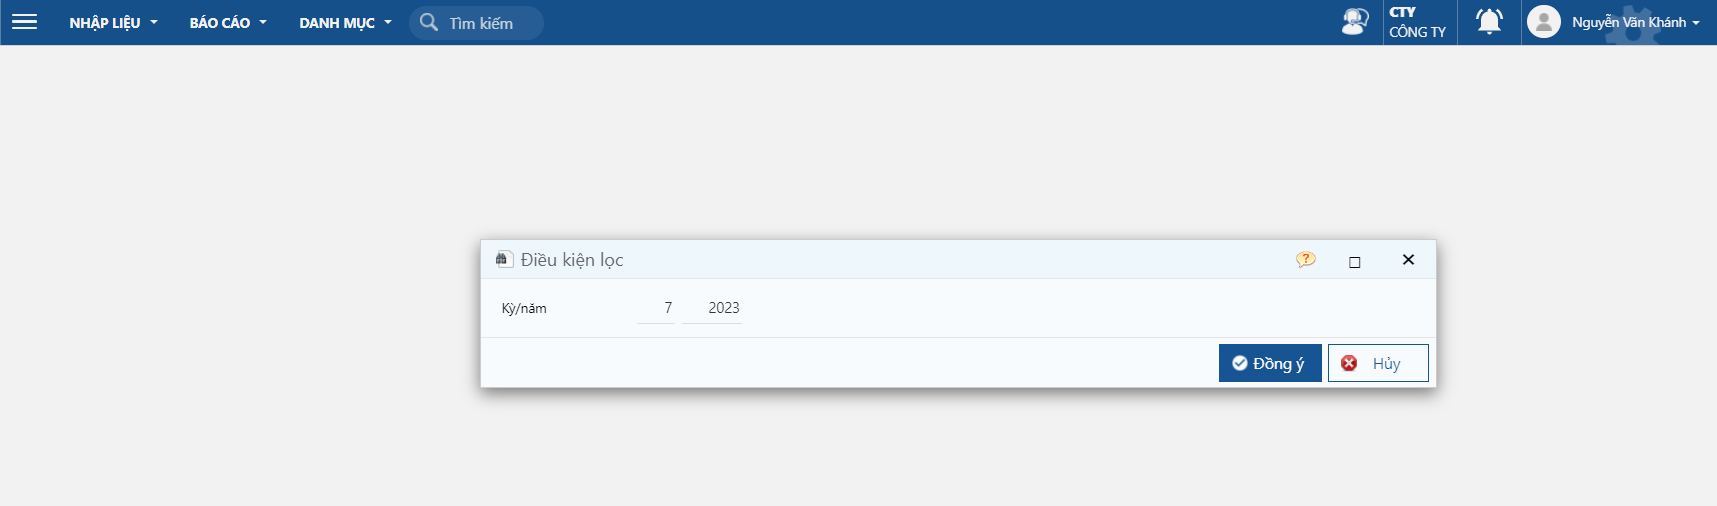 NHẬP LIỆU BÁO CÁO DANH MỤC Tìm kiếm CTY
CÔNG TY Nguyễn Văn Khánh
Điều kiện lọc
Kỳ/năm 7 2023
Đồng ý Hủy